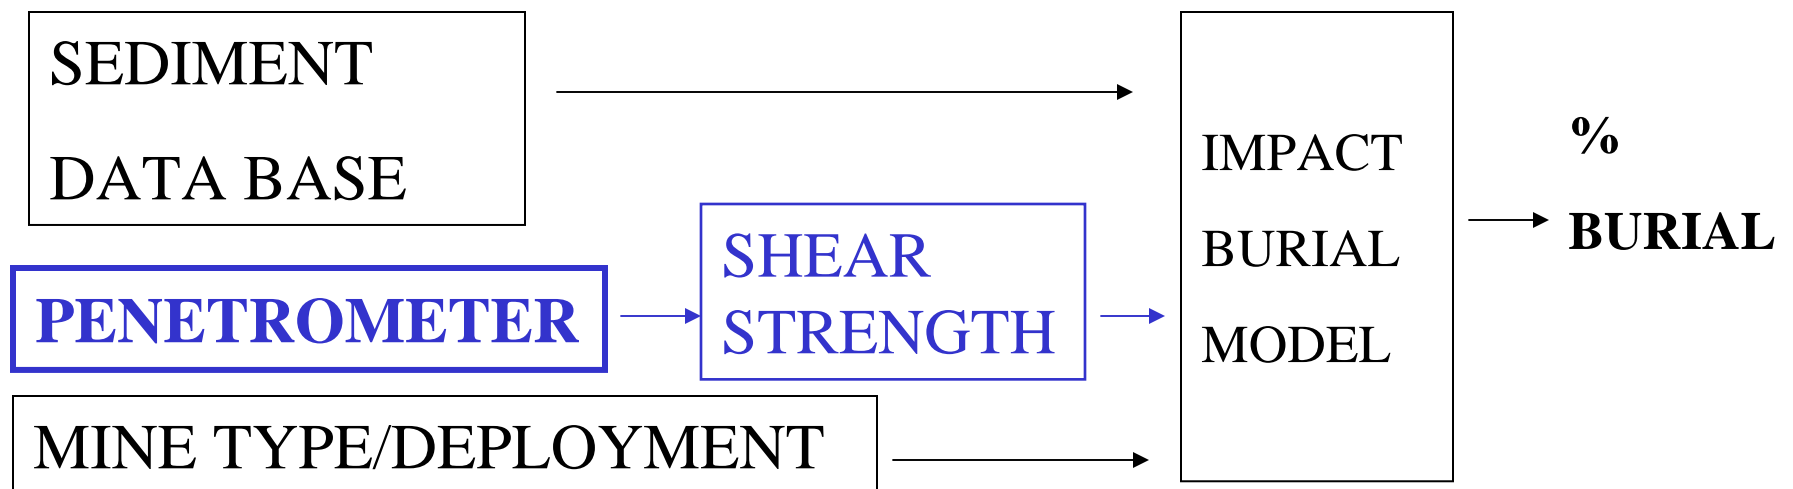 SEDIMENT
DATA BASE
PENETROMETER
SHEAR
STRENGTH
MINE TYPE/DEPLOYMENT
IMPACT
BURIAL
MODEL
%
BURIAL